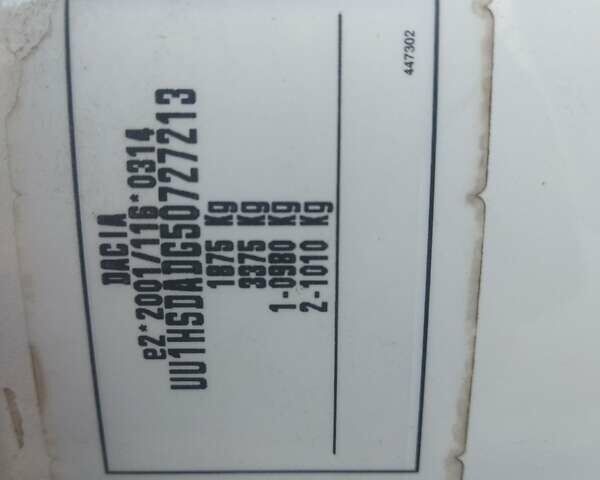 DACIA
e2*2001/116*0314
UU1HSDADG50727213
1875 Kg
3375 Kg
1-0980 Kg
2-1010 Kg
447302